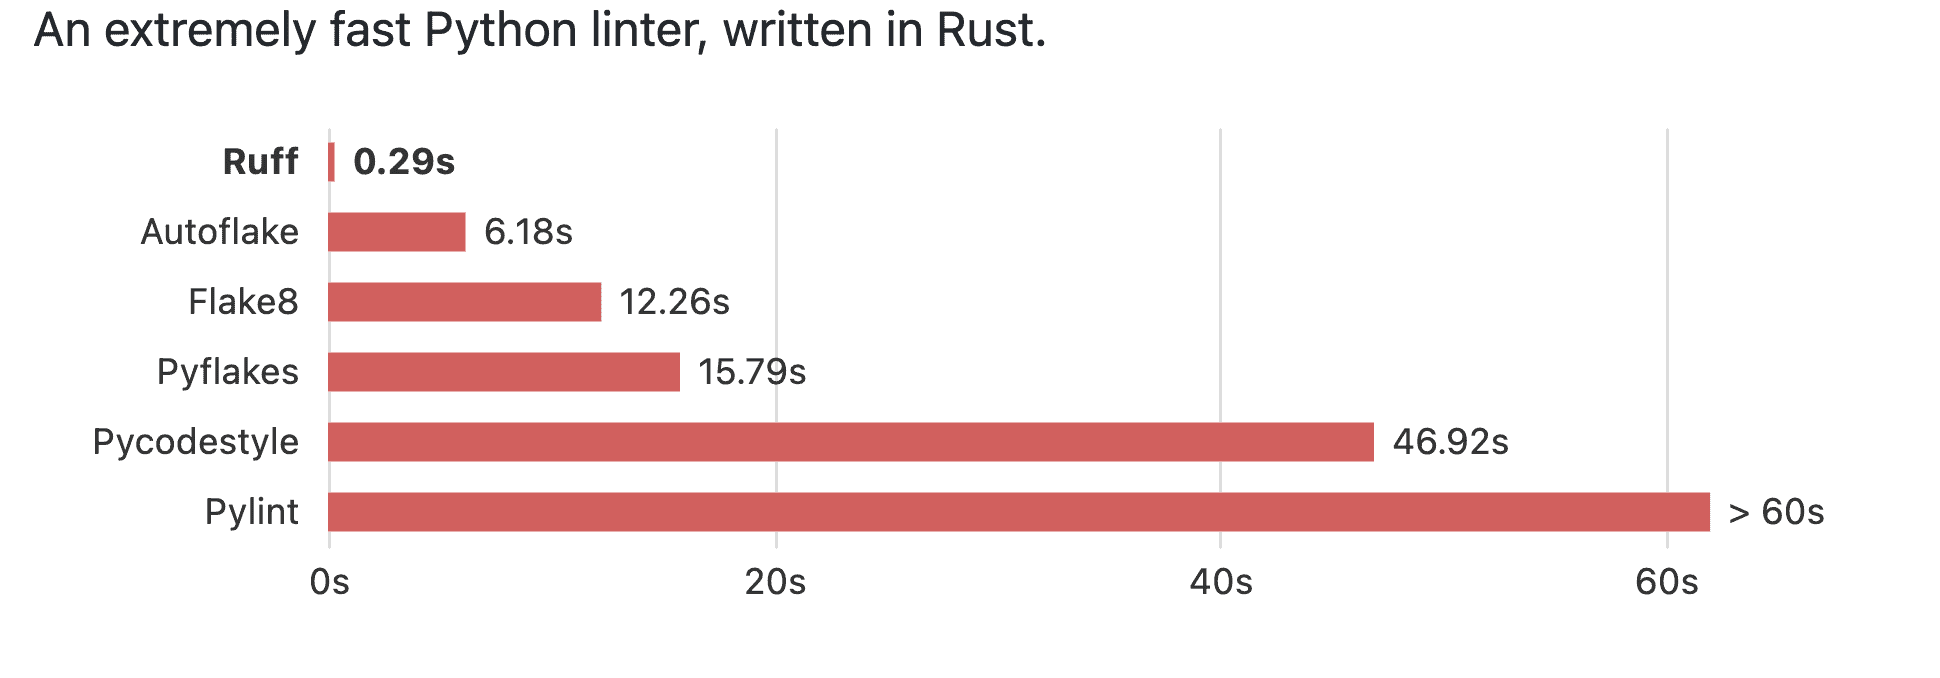 An extremely fast Python linter, written in Rust.
Ruff 0.29s
Autoflake 6.18s
Flake8 12.26s
Pyflakes 15.79s
Pycodestyle 46.92s
Pylint > 60s
0s 20s 40s 60s